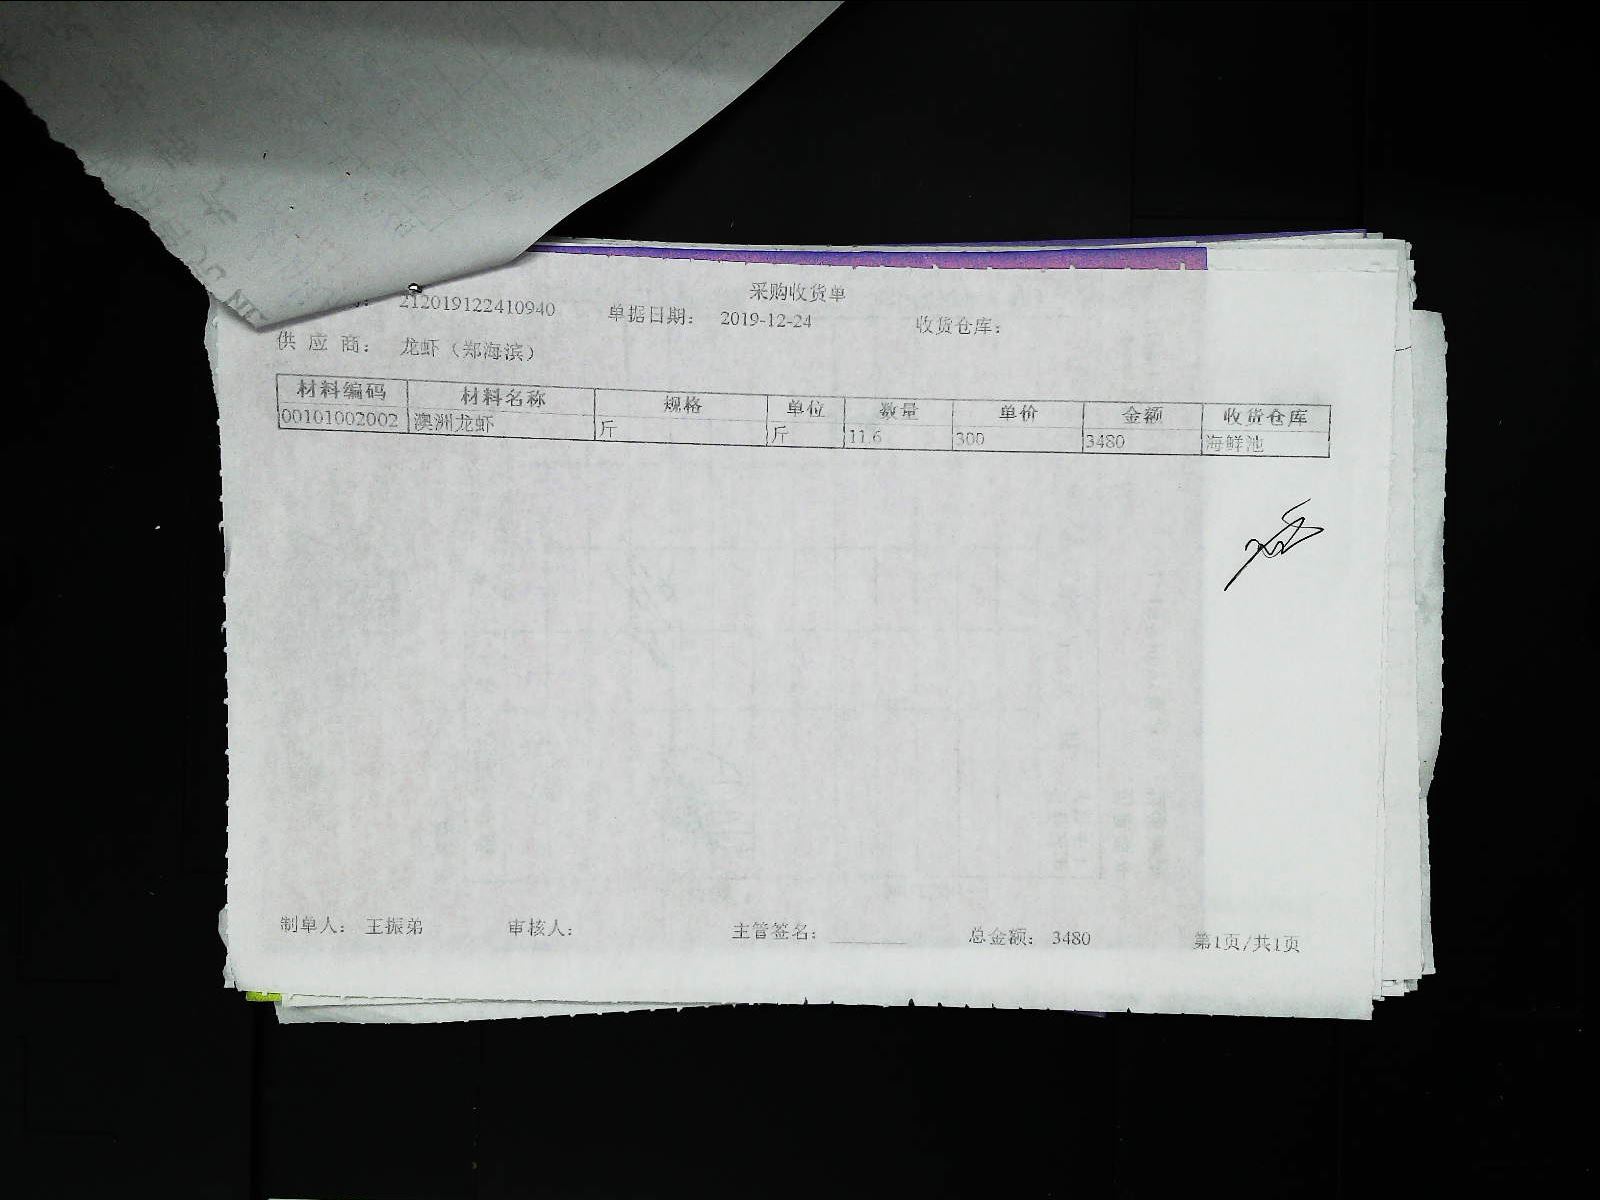 采购收货单
212019122410940 单据日期： 2019-12-24 收货仓库：
供 应 商： 龙虾（郑海滨）
材料编码 材料名称 规格 单位 数量 单价 金额 收货仓库
00101002002 澳洲龙虾 斤 斤 11.6 300 3480 海鲜池
制单人： 王振弟 审核人： 主管签名： 总金额： 3480 第1页/共1页